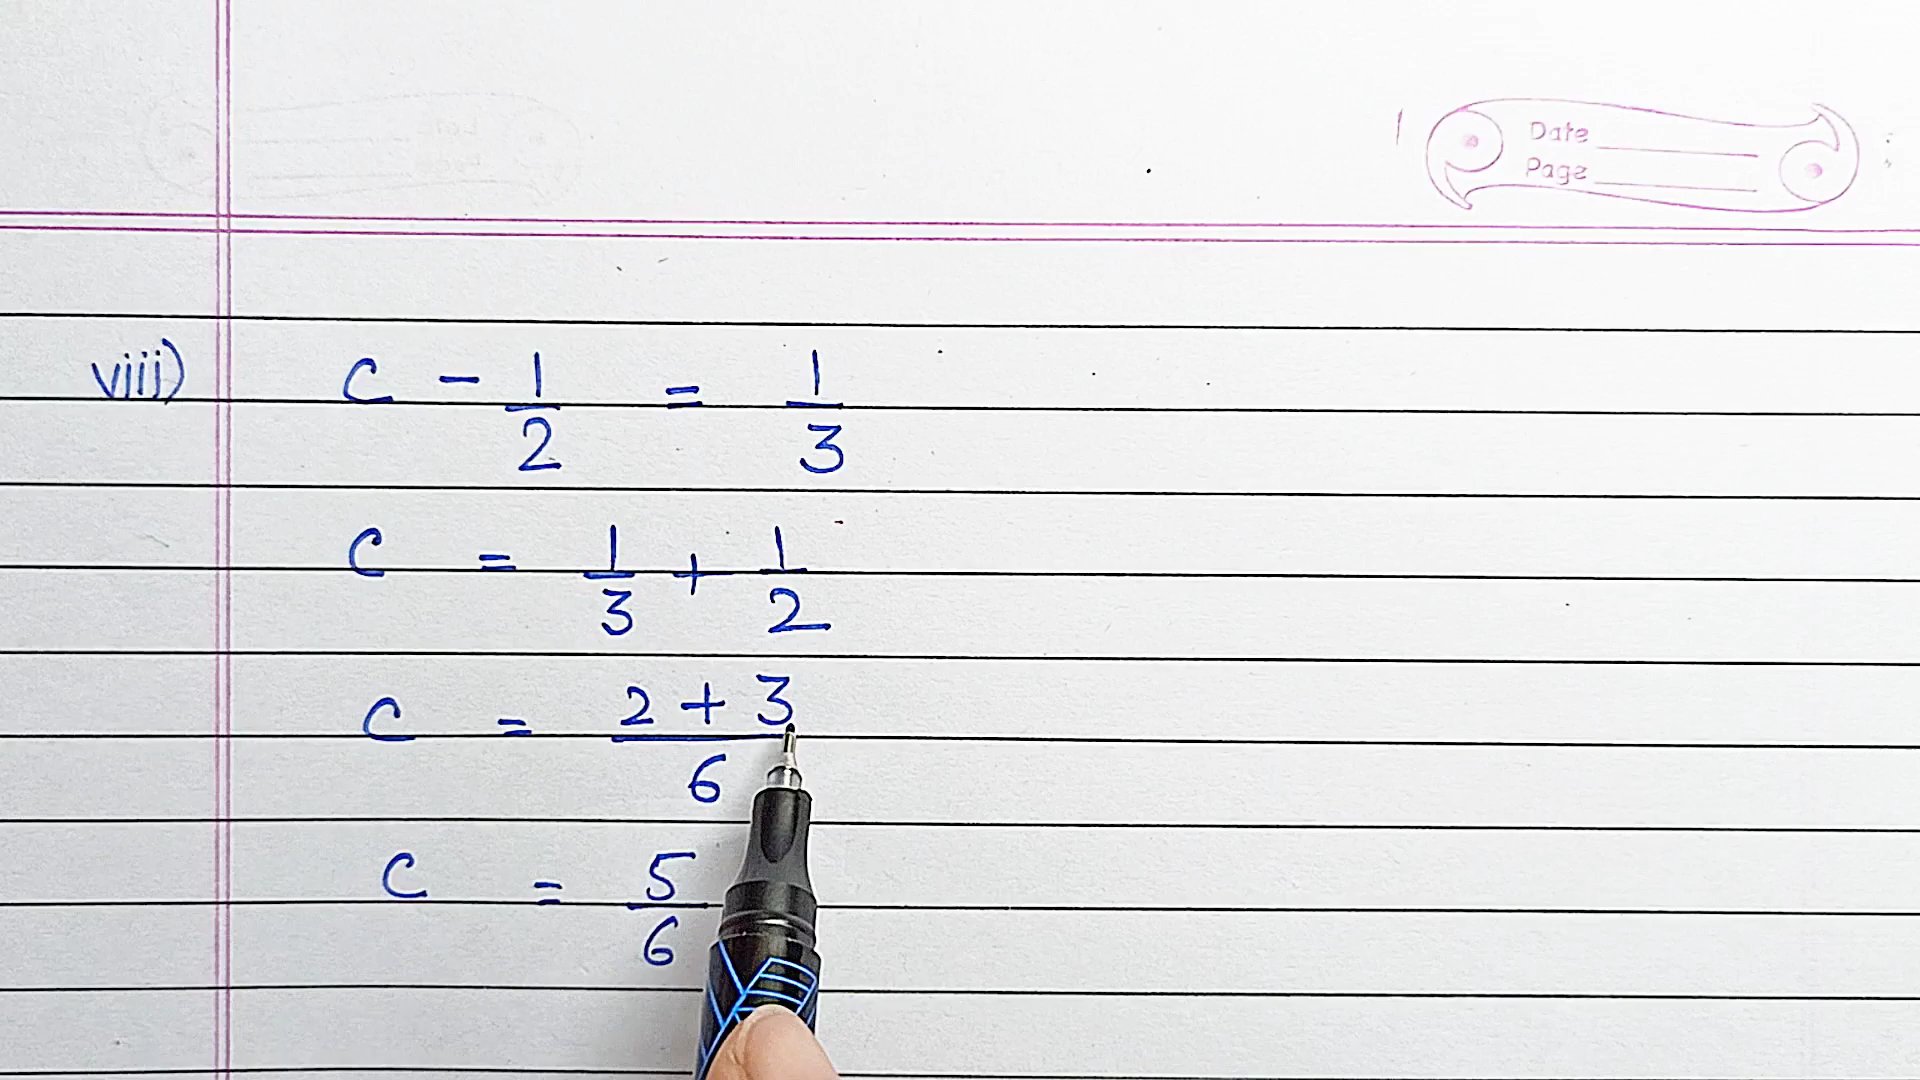 Date
Page
viii) C - 1/2 = 1/3
C = 1/3 + 1/2
C = 2 + 3/6
C = 5/6